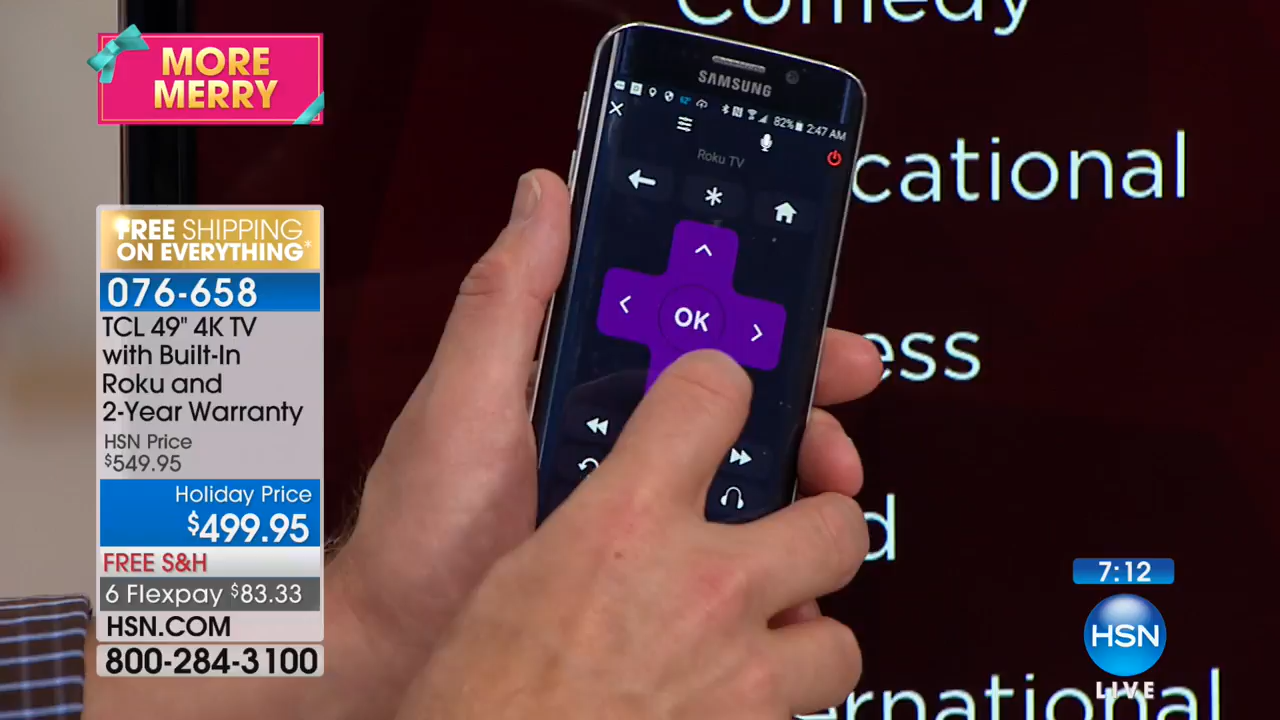 MORE
MERRY
FREE SHIPPING
ON EVERYTHING*
076-658
TCL 49" 4K TV
with Built-In
Roku and
2-Year Warranty
HSN Price
$549.95
Holiday Price
$499.95
FREE S&H
6 Flexpay $83.33
HSN.COM
800-284-3100
SAMSUNG
82% 2:47 AM
Roku TV
OK
Comedy
cational
ess
d
ernational
7:12
HSN
LIVE